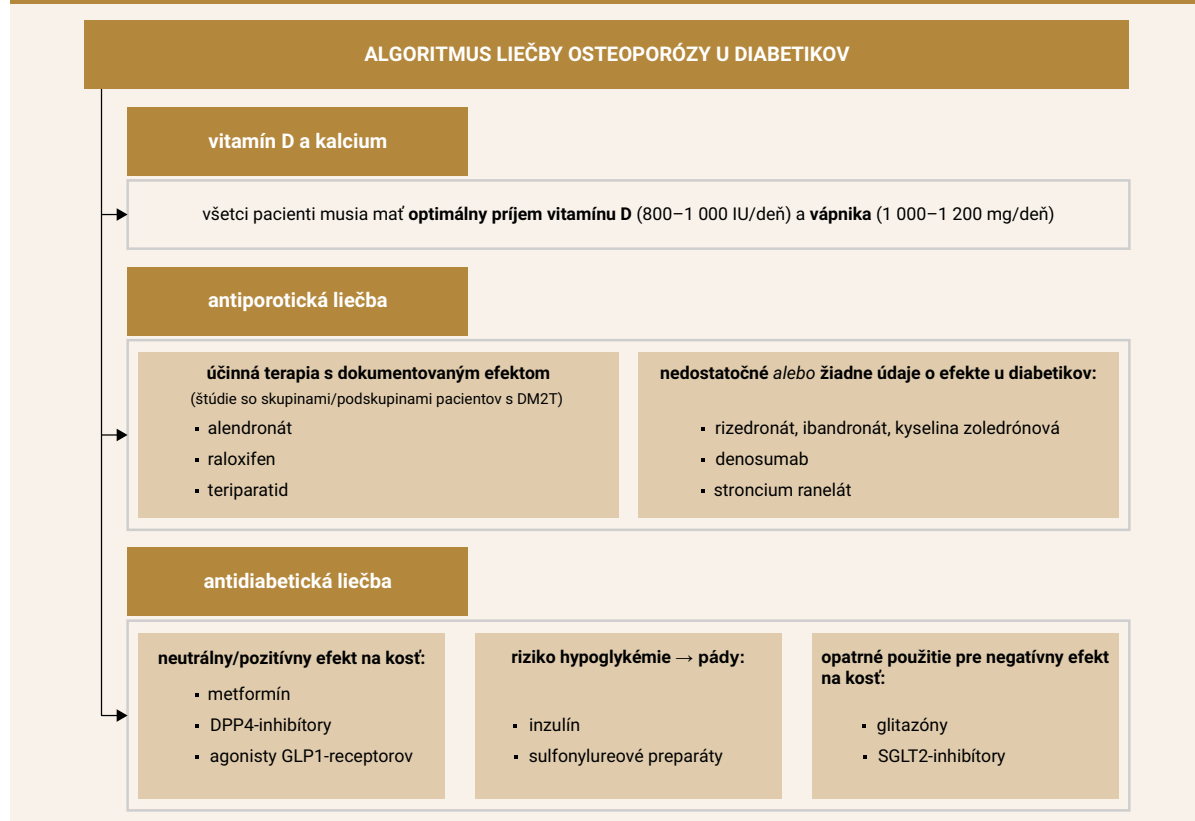 ALGORITMUS LIEČBY OSTEOPORÓZY U DIABETIKOV
vitamín D a kalcium
všetci pacienti musia mať optimálny príjem vitamínu D (800–1 000 IU/deň) a vápnika (1 000–1 200 mg/deň)
antiporotická liečba
účinná terapia s dokumentovaným efektom
(štúdie so skupinami/podskupinami pacientov s DM2T)
▪ alendronát
▪ raloxifen
▪ teriparatid
nedostatočné alebo žiadne údaje o efekte u diabetikov:
▪ rizedronát, ibandronát, kyselina zoledrónová
▪ denosumab
▪ stroncium ranelát
antidiabetická liečba
neutrálny/pozitívny efekt na kosť:
▪ metformín
▪ DPP4-inhibítory
▪ agonisty GLP1-receptorov
riziko hypoglykémie → pády:
▪ inzulín
▪ sulfonylureové preparáty
opatrné použitie pre negatívny efekt
na kosť:
▪ glitazóny
▪ SGLT2-inhibítory